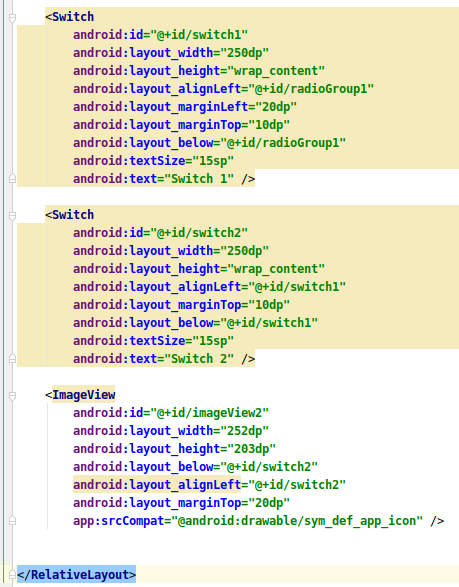 <Switch
android:id="@+id/switch1"
android:layout_width="250dp"
android:layout_height="wrap_content"
android:layout_alignLeft="@+id/radioGroup1"
android:layout_marginLeft="20dp"
android:layout_marginTop="10dp"
android:layout_below="@+id/radioGroup1"
android:textSize="15sp"
android:text="Switch 1" />
<Switch
android:id="@+id/switch2"
android:layout_width="250dp"
android:layout_height="wrap_content"
android:layout_alignLeft="@+id/switch1"
android:layout_marginTop="10dp"
android:layout_below="@+id/switch1"
android:textSize="15sp"
android:text="Switch 2" />
<ImageView
android:id="@+id/imageView2"
android:layout_width="252dp"
android:layout_height="203dp"
android:layout_below="@+id/switch2"
android:layout_alignLeft="@+id/switch2"
android:layout_marginTop="20dp"
app:srcCompat="@android:drawable/sym_def_app_icon" />
</RelativeLayout>